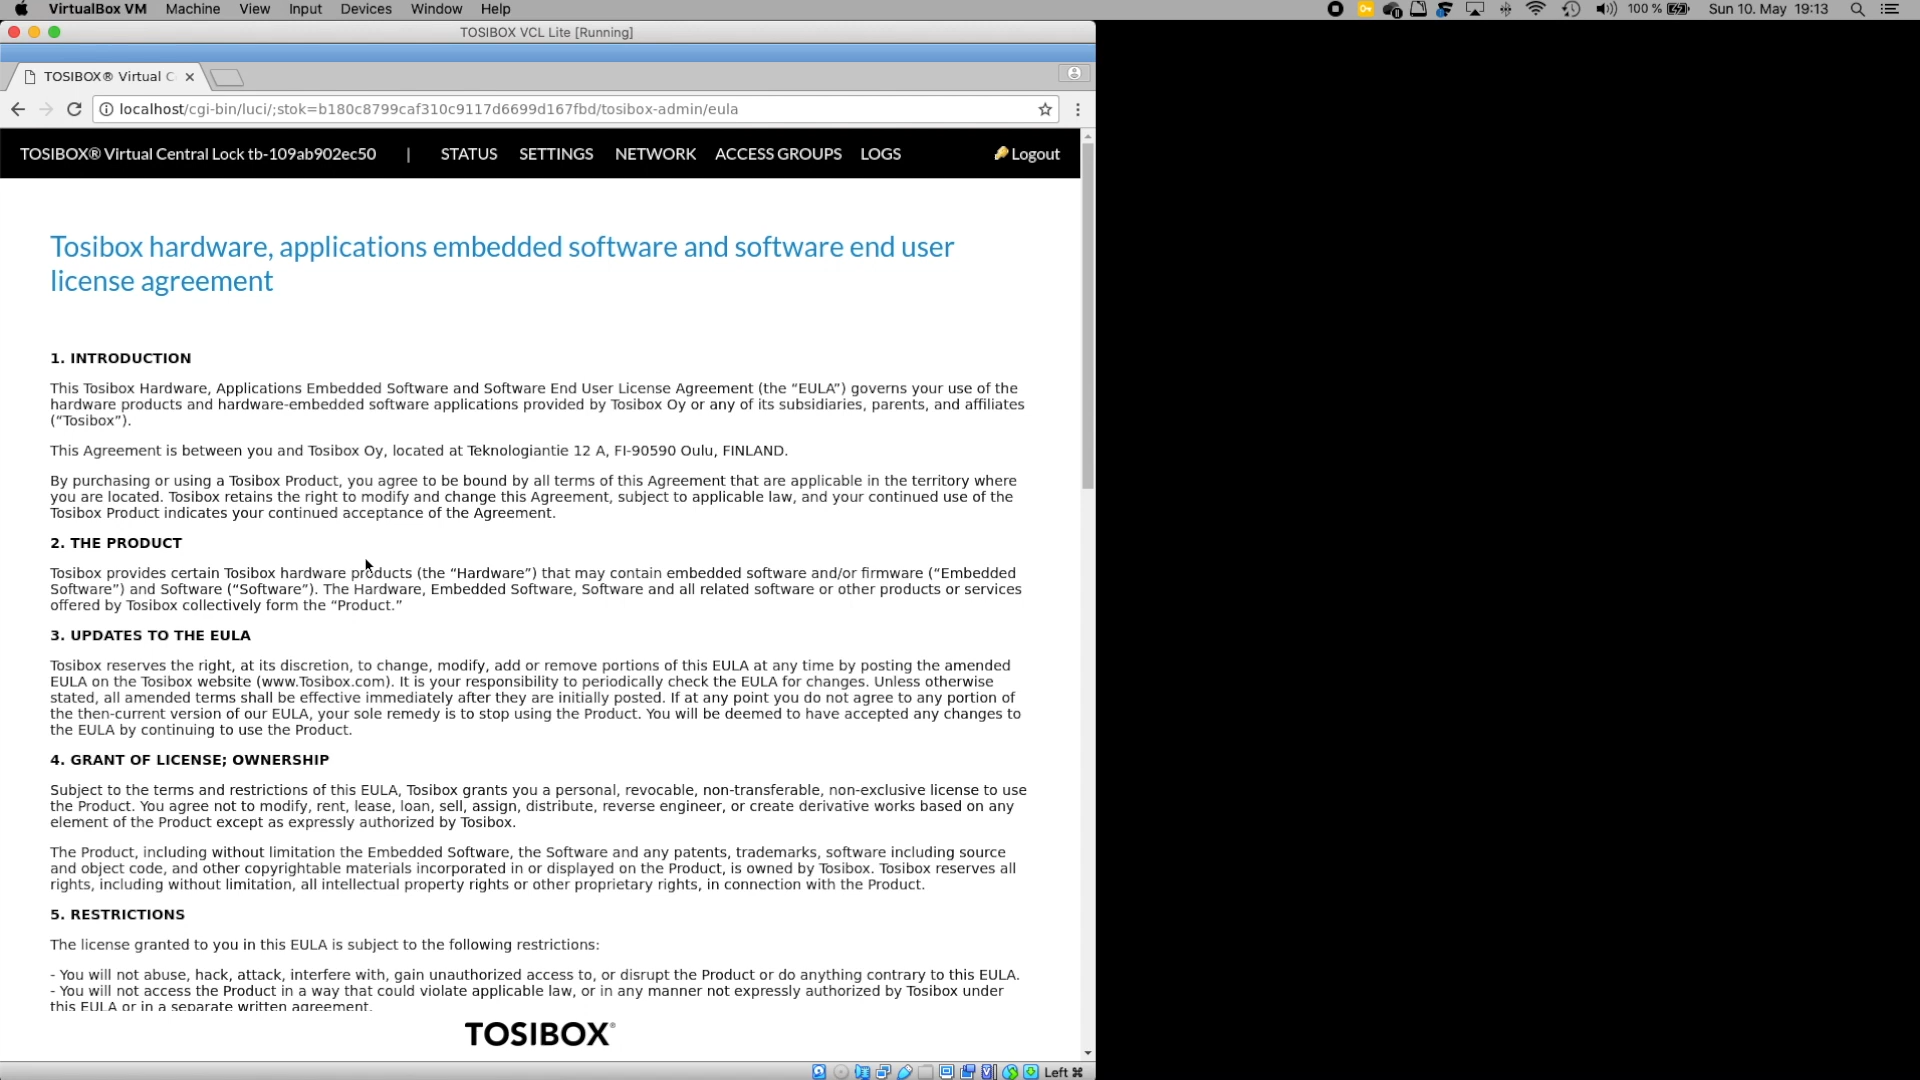 VirtualBox VM Machine View Input Devices Window Help 100 % Sun 10. May 19:13
TOSIBOX VCL Lite [Running]
TOSIBOX® Virtual C
localhost/cgi-bin/luci/;stok=b180c8799caf310c9117d6699d167fbd/tosibox-admin/eula
TOSIBOX® Virtual Central Lock tb-109ab902ec50 | STATUS SETTINGS NETWORK ACCESS GROUPS LOGS Logout
Tosibox hardware, applications embedded software and software end user
license agreement
1. INTRODUCTION
This Tosibox Hardware, Applications Embedded Software and Software End User License Agreement (the “EULA”) governs your use of the
hardware products and hardware-embedded software applications provided by Tosibox Oy or any of its subsidiaries, parents, and affiliates
(“Tosibox”).
This Agreement is between you and Tosibox Oy, located at Teknologiantie 12 A, FI-90590 Oulu, FINLAND.
By purchasing or using a Tosibox Product, you agree to be bound by all terms of this Agreement that are applicable in the territory where
you are located. Tosibox retains the right to modify and change this Agreement, subject to applicable law, and your continued use of the
Tosibox Product indicates your continued acceptance of the Agreement.
2. THE PRODUCT
Tosibox provides certain Tosibox hardware products (the “Hardware”) that may contain embedded software and/or firmware (“Embedded
Software”) and Software (“Software”). The Hardware, Embedded Software, Software and all related software or other products or services
offered by Tosibox collectively form the “Product.”
3. UPDATES TO THE EULA
Tosibox reserves the right, at its discretion, to change, modify, add or remove portions of this EULA at any time by posting the amended
EULA on the Tosibox website (www.Tosibox.com). It is your responsibility to periodically check the EULA for changes. Unless otherwise
stated, all amended terms shall be effective immediately after they are initially posted. If at any point you do not agree to any portion of
the then-current version of our EULA, your sole remedy is to stop using the Product. You will be deemed to have accepted any changes to
the EULA by continuing to use the Product.
4. GRANT OF LICENSE; OWNERSHIP
Subject to the terms and restrictions of this EULA, Tosibox grants you a personal, revocable, non-transferable, non-exclusive license to use
the Product. You agree not to modify, rent, lease, loan, sell, assign, distribute, reverse engineer, or create derivative works based on any
element of the Product except as expressly authorized by Tosibox.
The Product, including without limitation the Embedded Software, the Software and any patents, trademarks, software including source
and object code, and other copyrightable materials incorporated in or displayed on the Product, is owned by Tosibox. Tosibox reserves all
rights, including without limitation, all intellectual property rights or other proprietary rights, in connection with the Product.
5. RESTRICTIONS
The license granted to you in this EULA is subject to the following restrictions:
- You will not abuse, hack, attack, interfere with, gain unauthorized access to, or disrupt the Product or do anything contrary to this EULA.
- You will not access the Product in a way that could violate applicable law, or in any manner not expressly authorized by Tosibox under
this EULA or in a separate written agreement.
TOSIBOX®
Left ⌘